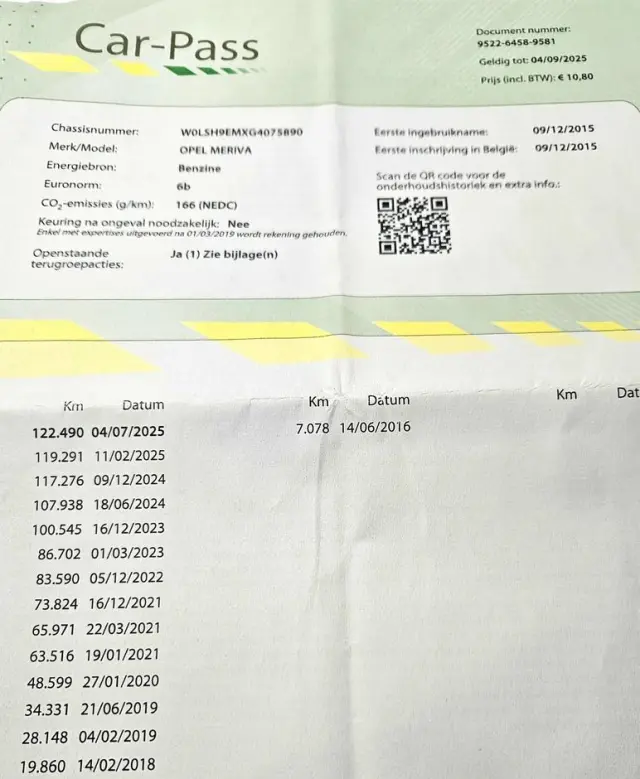 Car-Pass
Document nummer:
9522-6458-9581
Geldig tot: 04/09/2025
Prijs (incl. BTW): € 10,80
Chassisnummer: W0LSH9EMXG4075890
Merk/Model: OPEL MERIVA
Energiebron: Benzine
Euronorm: 6b
CO2-emissies (g/km): 166 (NEDC)
Keuring na ongeval noodzakelijk: Nee
Enkel met expertises uitgevoerd na 01/03/2019 wordt rekening gehouden.
Openstaande
terugroepacties: Ja (1) Zie bijlage(n)
Eerste ingebruikname: 09/12/2015
Eerste inschrijving in België: 09/12/2015
Scan de QR code voor de
onderhoudshistoriek en extra info.:
Km Datum
122.490 04/07/2025
119.291 11/02/2025
117.276 09/12/2024
107.938 18/06/2024
100.545 16/12/2023
86.702 01/03/2023
83.590 05/12/2022
73.824 16/12/2021
65.971 22/03/2021
63.516 19/01/2021
48.599 27/01/2020
34.331 21/06/2019
28.148 04/02/2019
19.860 14/02/2018
Km Datum
7.078 14/06/2016
Km Dat